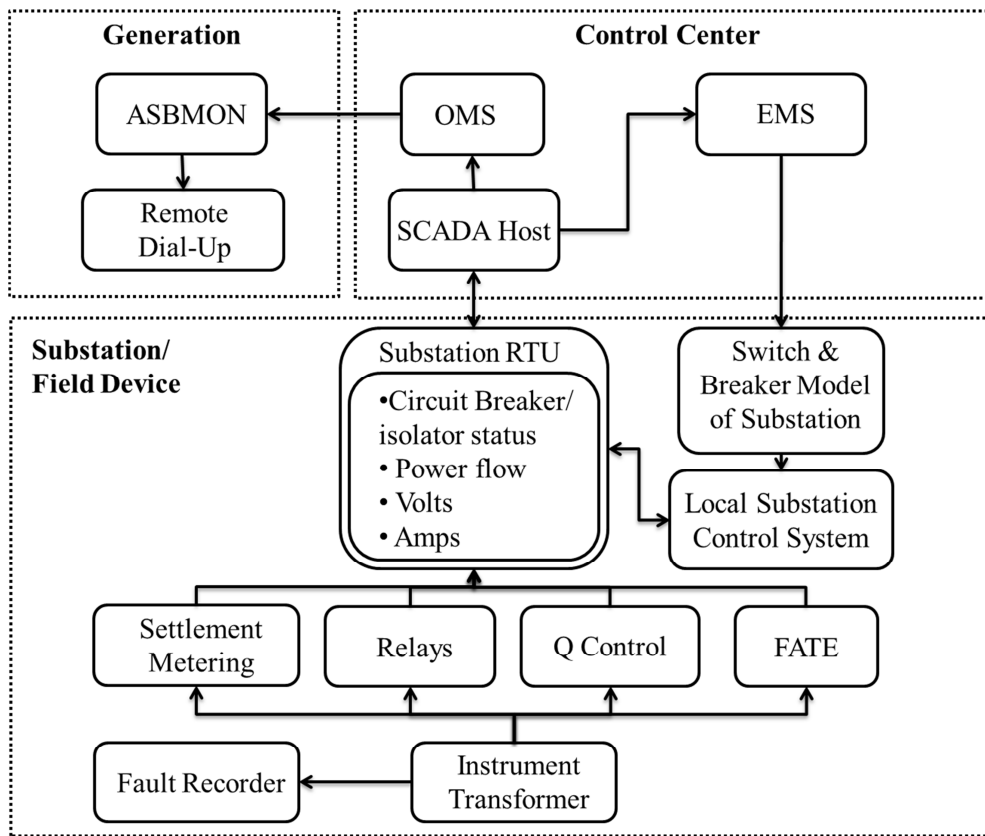 Generation
Control Center
ASBMON
OMS
EMS
Remote
Dial-Up
SCADA Host
Substation/
Field Device
Substation RTU
•Circuit Breaker/
isolator status
• Power flow
• Volts
• Amps
Switch &
Breaker Model
of Substation
Local Substation
Control System
Settlement
Metering
Relays
Q Control
FATE
Fault Recorder
Instrument
Transformer